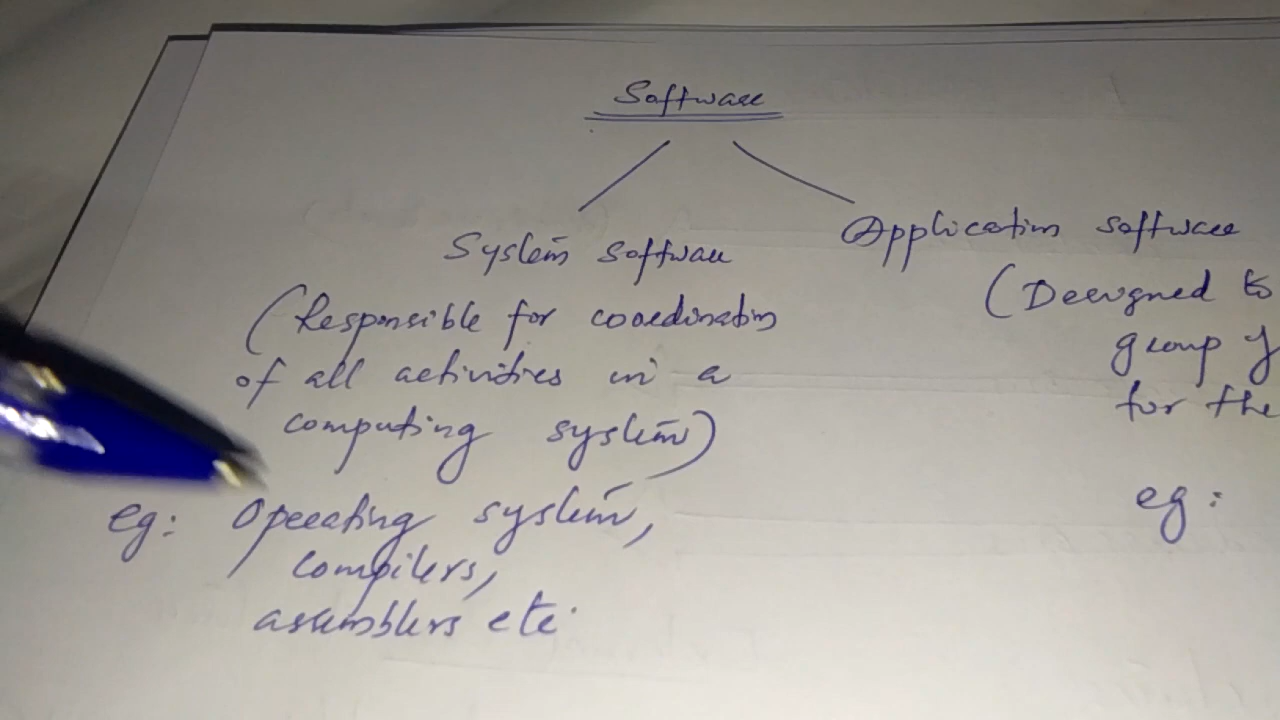 Software
System software
(Responsible for coordination
of all activities in a
computing system)
eg: Operating system,
compilers,
assemblers etc.
Application software
(Designed to
group of
for the
eg: